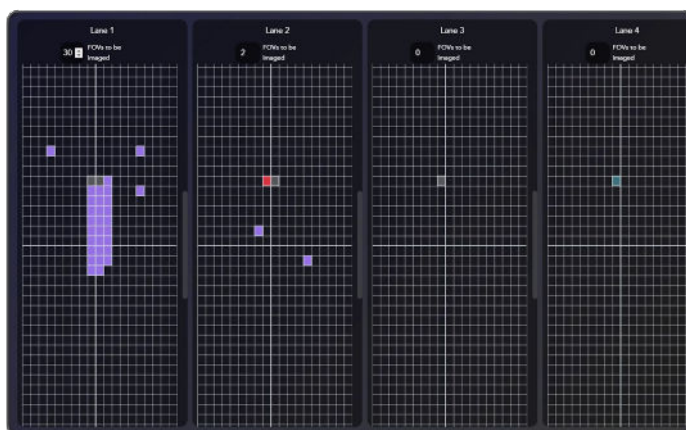 Lane 1
30 FOVs to be
Imaged
Lane 2
2 FOVs to be
Imaged
Lane 3
0 FOVs to be
Imaged
Lane 4
0 FOVs to be
Imaged